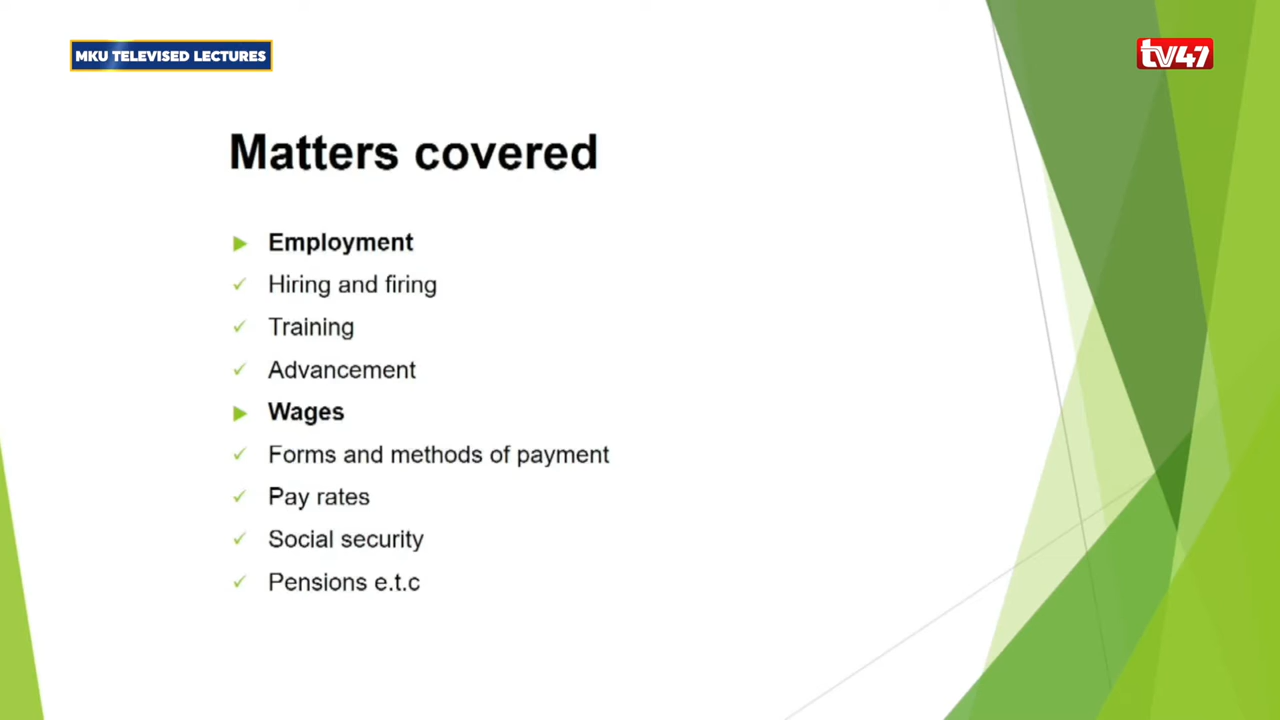 MKU TELEVISED LECTURES
tv47
Matters covered
Employment
Hiring and firing
Training
Advancement
Wages
Forms and methods of payment
Pay rates
Social security
Pensions e.t.c